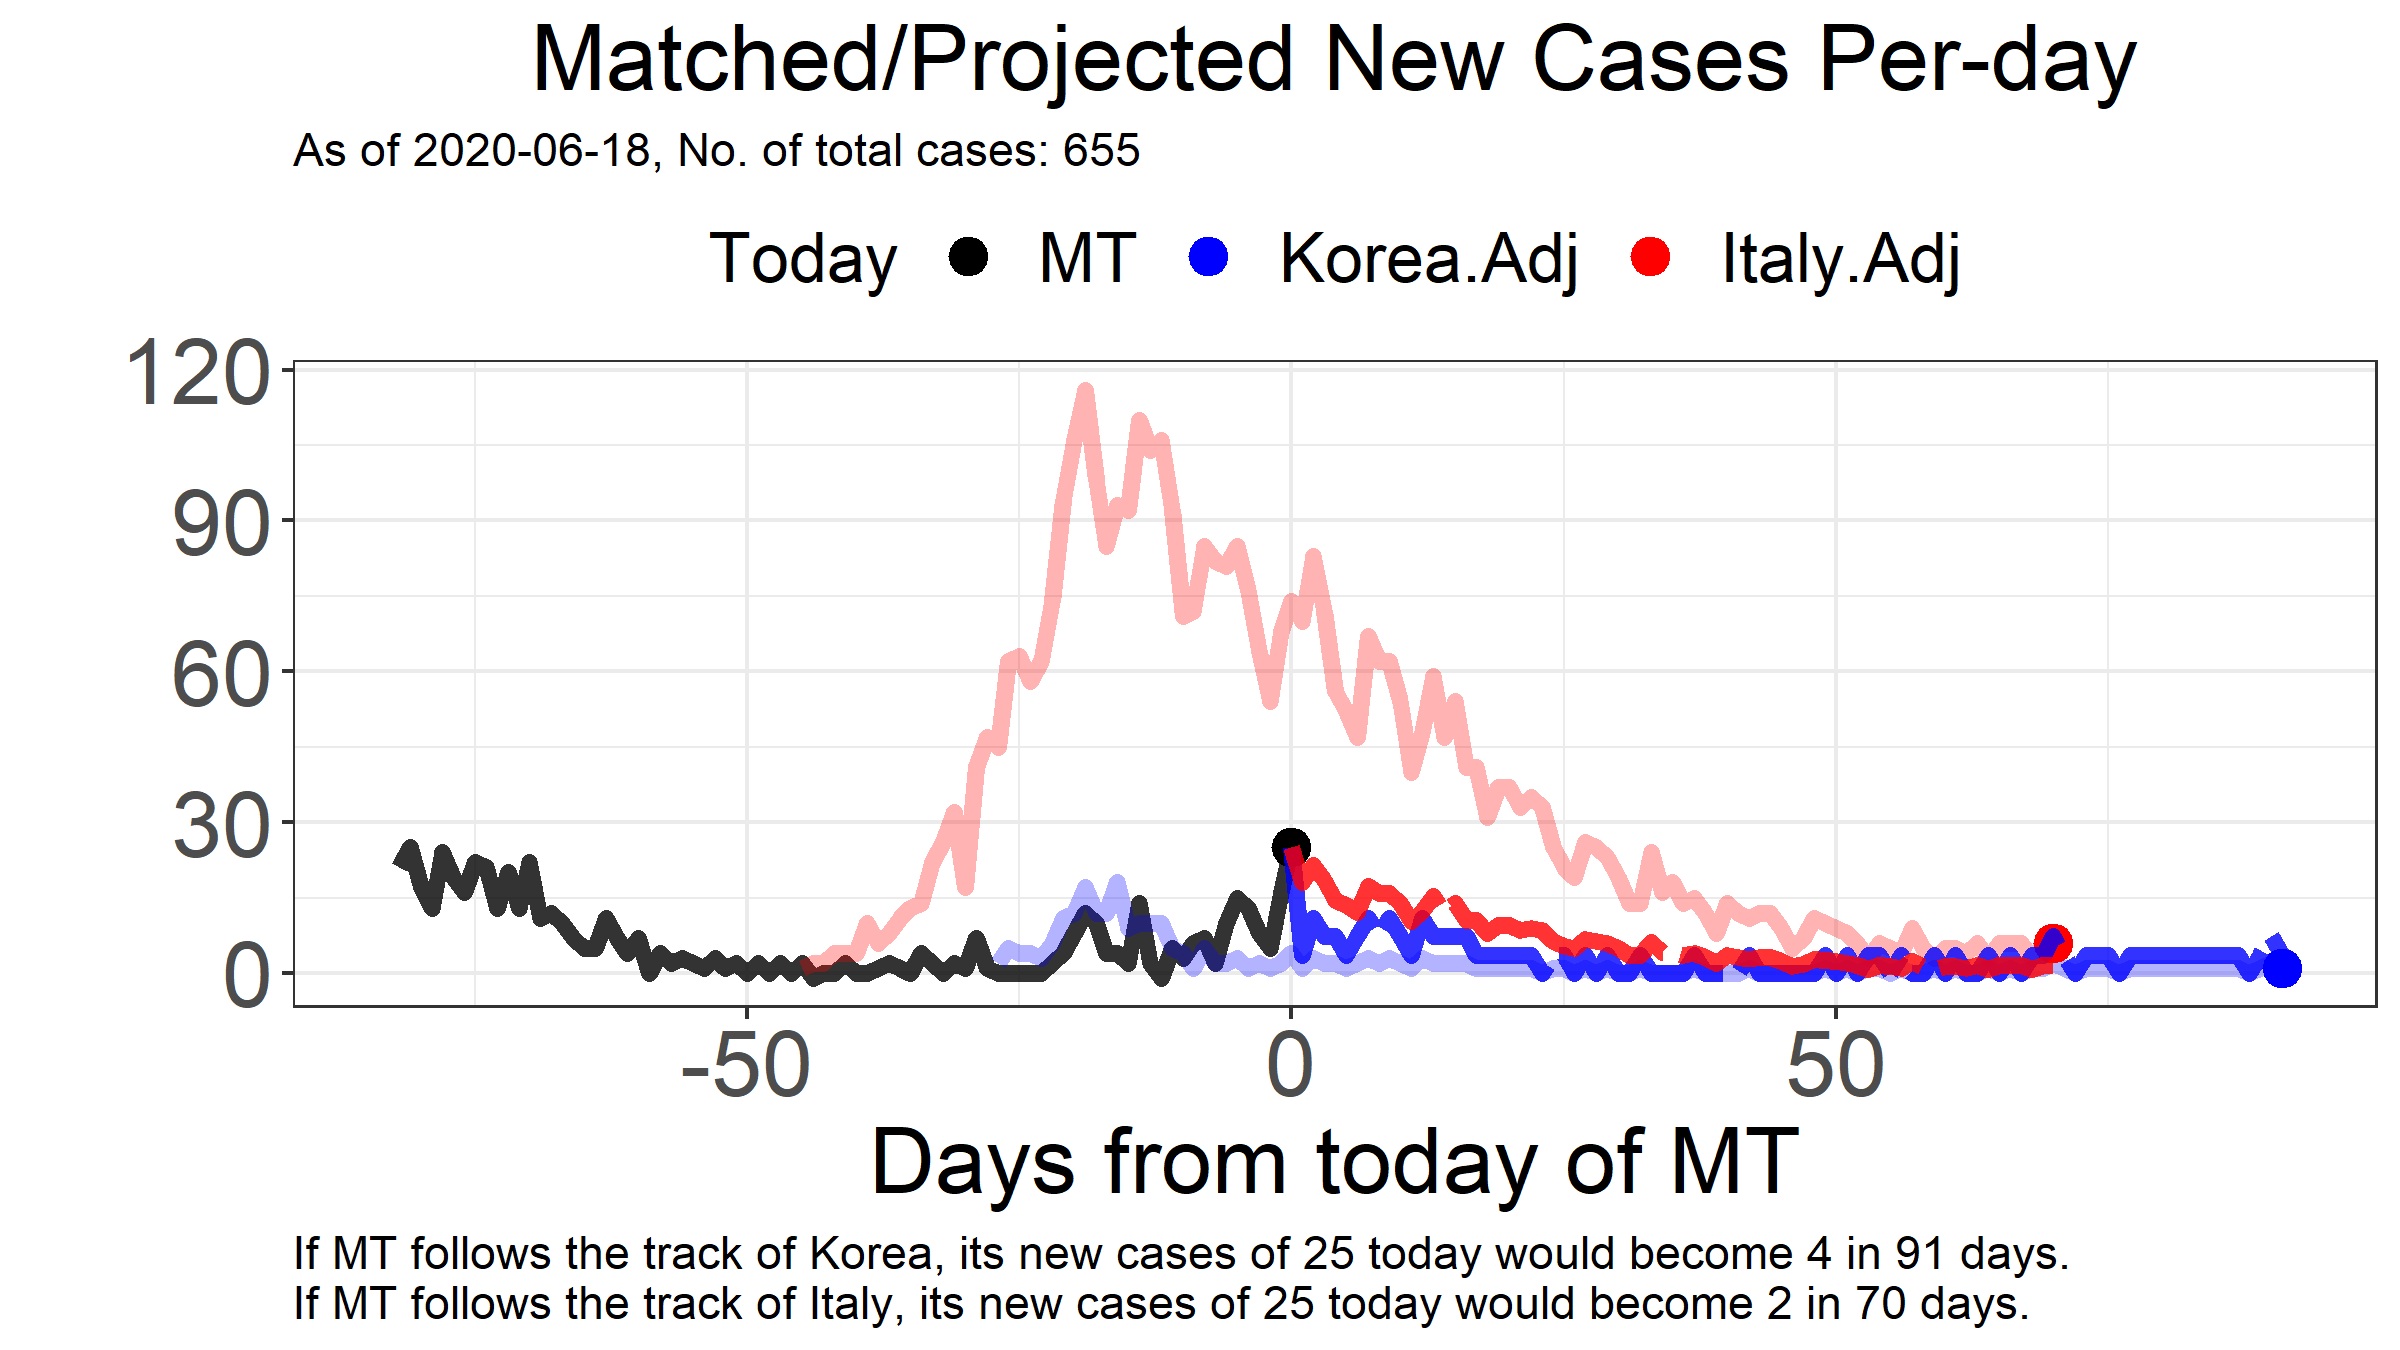 Matched/Projected New Cases Per-day
As of 2020-06-18, No. of total cases: 655
Today MT Korea.Adj Italy.Adj
120
90
60
30
0
-50 0 50
Days from today of MT
If MT follows the track of Korea, its new cases of 25 today would become 4 in 91 days.
If MT follows the track of Italy, its new cases of 25 today would become 2 in 70 days.